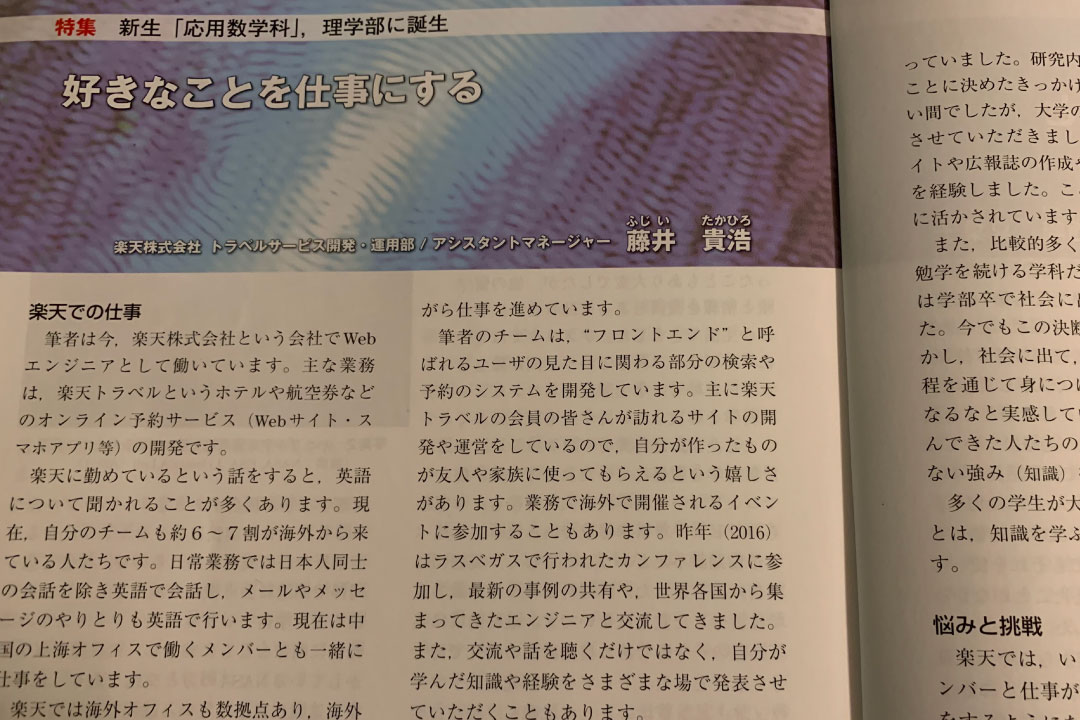 特集 新生「応用数学科」，理学部に誕生
好きなことを仕事にする
ふじい たかひろ
楽天株式会社 トラベルサービス開発・運用部 / アシスタントマネージャー 藤井 貴浩
楽天での仕事
筆者は今，楽天株式会社という会社でWeb
エンジニアとして働いています。主な業務
は，楽天トラベルというホテルや航空券など
のオンライン予約サービス（Webサイト・ス
マホアプリ等）の開発です。
楽天に勤めているという話をすると，英語
について聞かれることが多くあります。現
在，自分のチームも約６～７割が海外から来
ている人たちです。日常業務では日本人同士
の会話を除き英語で会話し，メールやメッセ
ージのやりとりも英語で行います。現在は中
国の上海オフィスで働くメンバーとも一緒に
仕事をしています。
楽天では海外オフィスも数拠点あり，海外
がら仕事を進めています。
筆者のチームは，“フロントエンド”と呼
ばれるユーザの見た目に関わる部分の検索や
予約のシステムを開発しています。主に楽天
トラベルの会員の皆さんが訪れるサイトの開
発や運営をしているので，自分が作ったもの
が友人や家族に使ってもらえるという嬉しさ
があります。業務で海外で開催されるイベン
トに参加することもあります。昨年（2016）
はラスベガスで行われたカンファレンスに参
加し，最新の事例の共有や，世界各国から集
まってきたエンジニアと交流してきました。
また，交流や話を聴くだけではなく，自分が
学んだ知識や経験をさまざまな場で発表させ
ていただくこともあります。
っていました。研究内
ことに決めたきっかけ
い間でしたが，大学の
させていただきまし
イトや広報誌の作成や
を経験しました。こ
に活かされています
また，比較的多く
勉学を続ける学科だ
は学部卒で社会に出
た。今でもこの決断
かし，社会に出て，
程を通じて身につけ
なるなと実感してい
んできた人たちの
ない強み（知識）
多くの学生が大
とは，知識を学ぶ
す。
悩みと挑戦
楽天では，い
ンバーと仕事が